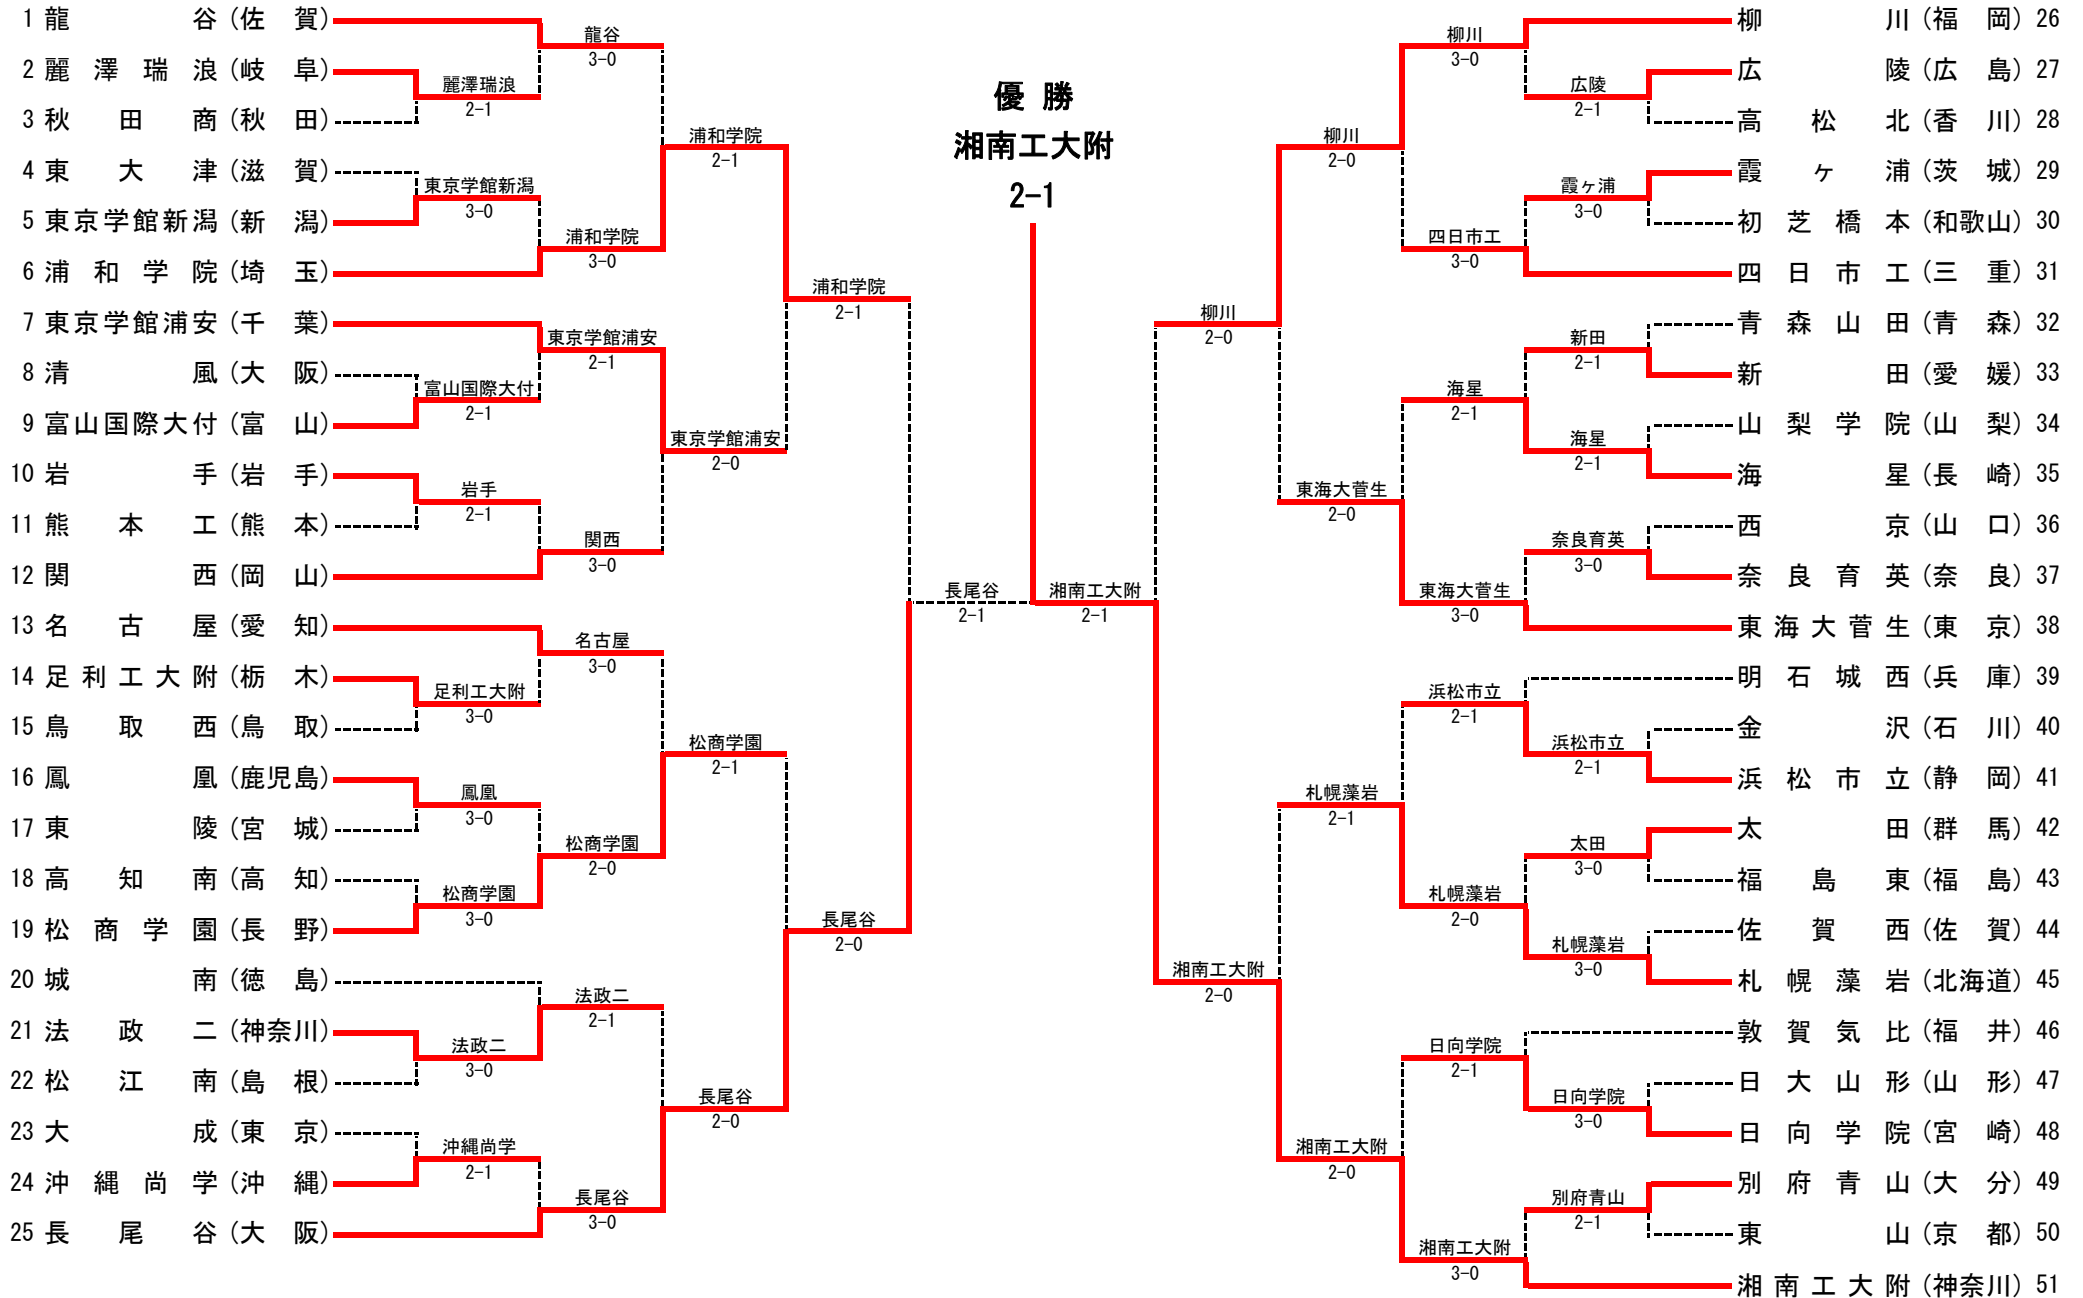 1 龍谷(佐賀)
2 麗澤瑞浪(岐阜)
3 秋田商(秋田)
4 東大津(滋賀)
5 東京学館新潟(新潟)
6 浦和学院(埼玉)
7 東京学館浦安(千葉)
8 清風(大阪)
9 富山国際大付(富山)
10 岩手(岩手)
11 熊本工(熊本)
12 関西(岡山)
13 名古屋(愛知)
14 足利工大附(栃木)
15 鳥取西(鳥取)
16 鳳凰(鹿児島)
17 東陵(宮城)
18 高知南(高知)
19 松商学園(長野)
20 城南(徳島)
21 法政二(神奈川)
22 松江南(島根)
23 大成(東京)
24 沖縄尚学(沖縄)
25 長尾谷(大阪)
麗澤瑞浪
2-1
東京学館新潟
3-0
富山国際大付
2-1
岩手
2-1
足利工大附
3-0
鳳凰
3-0
松商学園
3-0
法政二
3-0
沖縄尚学
2-1
龍谷
3-0
浦和学院
3-0
東京学館浦安
2-1
関西
3-0
名古屋
3-0
松商学園
2-0
法政二
2-1
長尾谷
3-0
浦和学院
2-1
東京学館浦安
2-0
松商学園
2-1
長尾谷
2-0
浦和学院
2-1
長尾谷
2-0
長尾谷
2-1
優勝
湘南工大附
2-1
湘南工大附
2-1
柳川
2-0
湘南工大附
2-0
柳川
2-0
東海大菅生
2-0
札幌藻岩
2-1
湘南工大附
2-0
柳川
3-0
四日市工
3-0
海星
2-1
東海大菅生
3-0
浜松市立
2-1
札幌藻岩
2-0
日向学院
2-1
湘南工大附
3-0
広陵
2-1
霞ヶ浦
3-0
新田
2-1
海星
2-1
奈良育英
3-0
浜松市立
2-1
太田
3-0
札幌藻岩
3-0
日向学院
3-0
別府青山
2-1
柳川(福岡) 26
広陵(広島) 27
高松北(香川) 28
霞ヶ浦(茨城) 29
初芝橋本(和歌山) 30
四日市工(三重) 31
青森山田(青森) 32
新田(愛媛) 33
山梨学院(山梨) 34
海星(長崎) 35
西京(山口) 36
奈良育英(奈良) 37
東海大菅生(東京) 38
明石城西(兵庫) 39
金沢(石川) 40
浜松市立(静岡) 41
太田(群馬) 42
福島東(福島) 43
佐賀西(佐賀) 44
札幌藻岩(北海道) 45
敦賀気比(福井) 46
日大山形(山形) 47
日向学院(宮崎) 48
別府青山(大分) 49
東山(京都) 50
湘南工大附(神奈川) 51